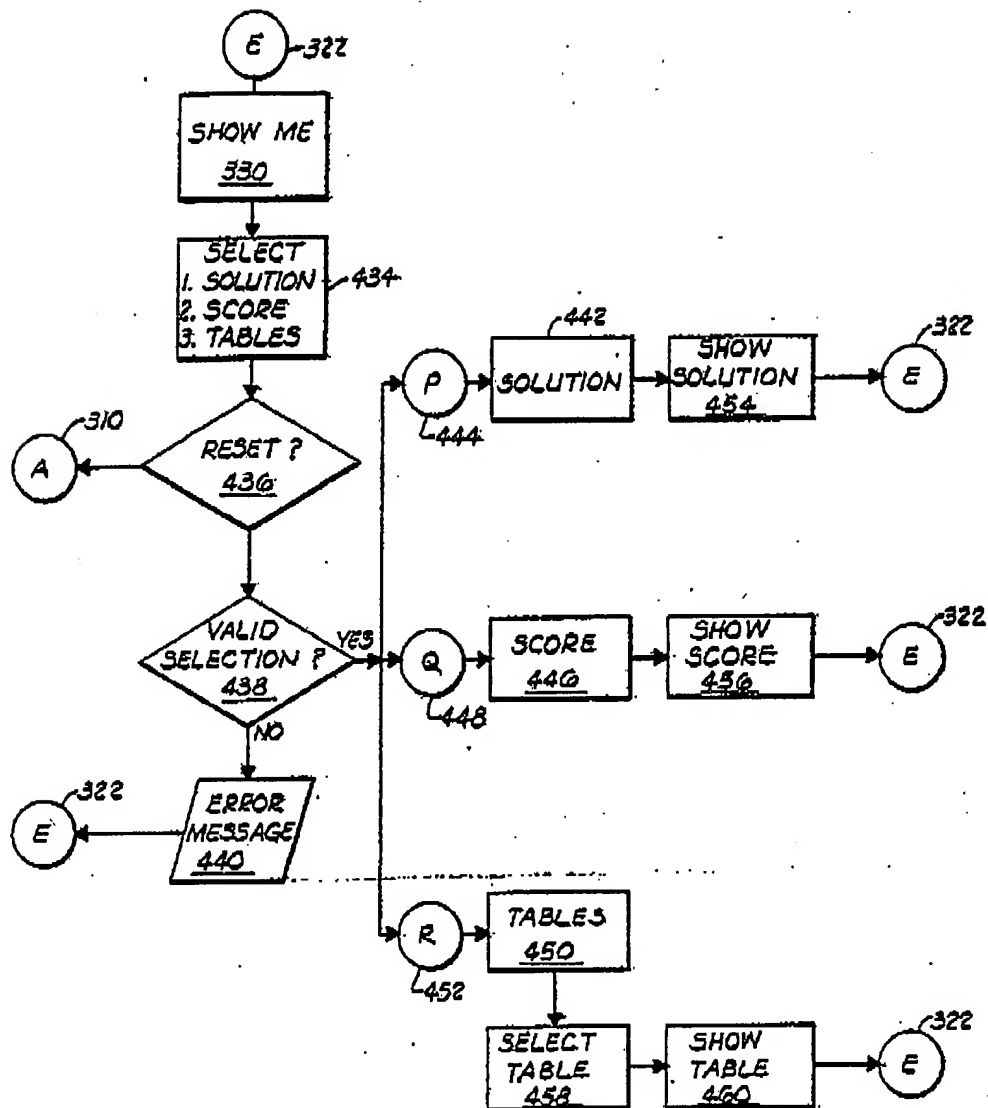 E
322
SHOW ME
330
SELECT
1. SOLUTION
2. SCORE
3. TABLES
434
310
A
RESET ?
436
VALID
SELECTION ?
438
YES
NO
322
E
ERROR
MESSAGE
440
P
444
442
SOLUTION
SHOW
SOLUTION
454
322
E
Q
448
SCORE
446
SHOW
SCORE
456
322
E
R
452
TABLES
450
SELECT
TABLE
458
SHOW
TABLE
460
322
E